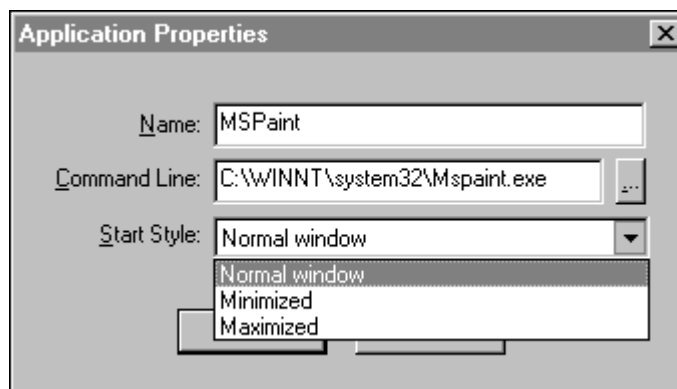 Application Properties
Name: MSPaint
Command Line: C:\WINNT\system32\Mspaint.exe ...
Start Style: Normal window
Normal window
Minimized
Maximized